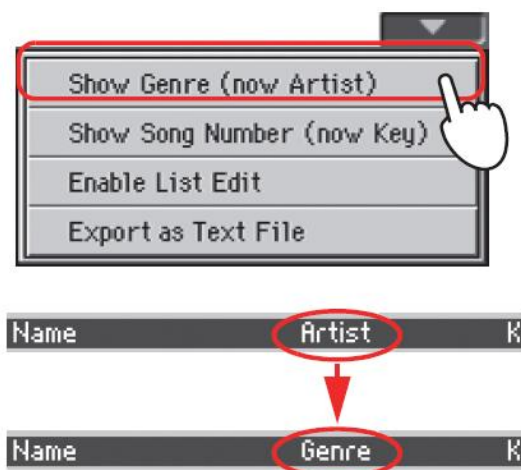 Show Genre (now Artist)
Show Song Number (now Key)
Enable List Edit
Export as Text File
Name Artist K
Name Genre K